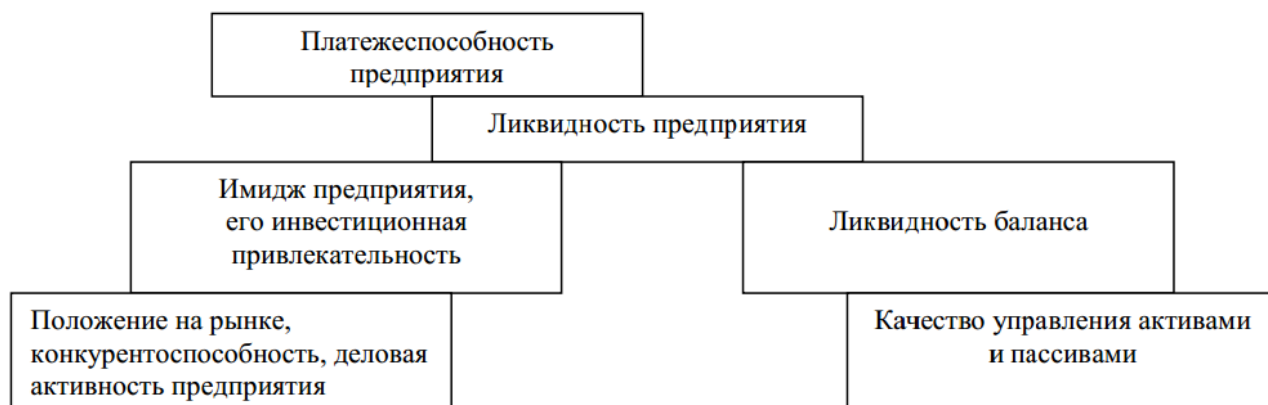 Платежеспособность
предприятия
Ликвидность предприятия
Имидж предприятия,
его инвестиционная
привлекательность
Ликвидность баланса
Положение на рынке,
конкурентоспособность, деловая
активность предприятия
Качество управления активами
и пассивами